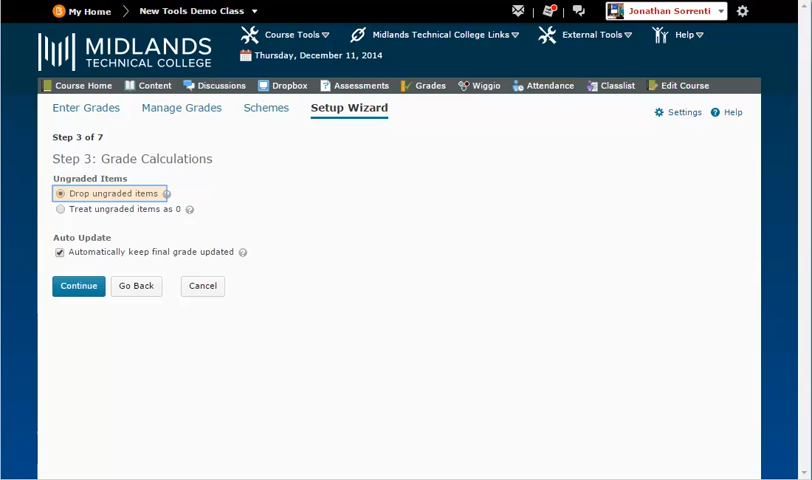 My Home
New Tools Demo Class
Jonathan Sorrenti
MIDLANDS
TECHNICAL COLLEGE
Course Tools
Midlands Technical College Links
External Tools
Help
Thursday, December 11, 2014
Course Home
Content
Discussions
Dropbox
Assessments
Grades
Wiggio
Attendance
Classlist
Edit Course
Enter Grades
Manage Grades
Schemes
Setup Wizard
Settings
Help
Step 3 of 7
Step 3: Grade Calculations
Ungraded Items
Drop ungraded items
Treat ungraded items as 0
Auto Update
Automatically keep final grade updated
Continue
Go Back
Cancel